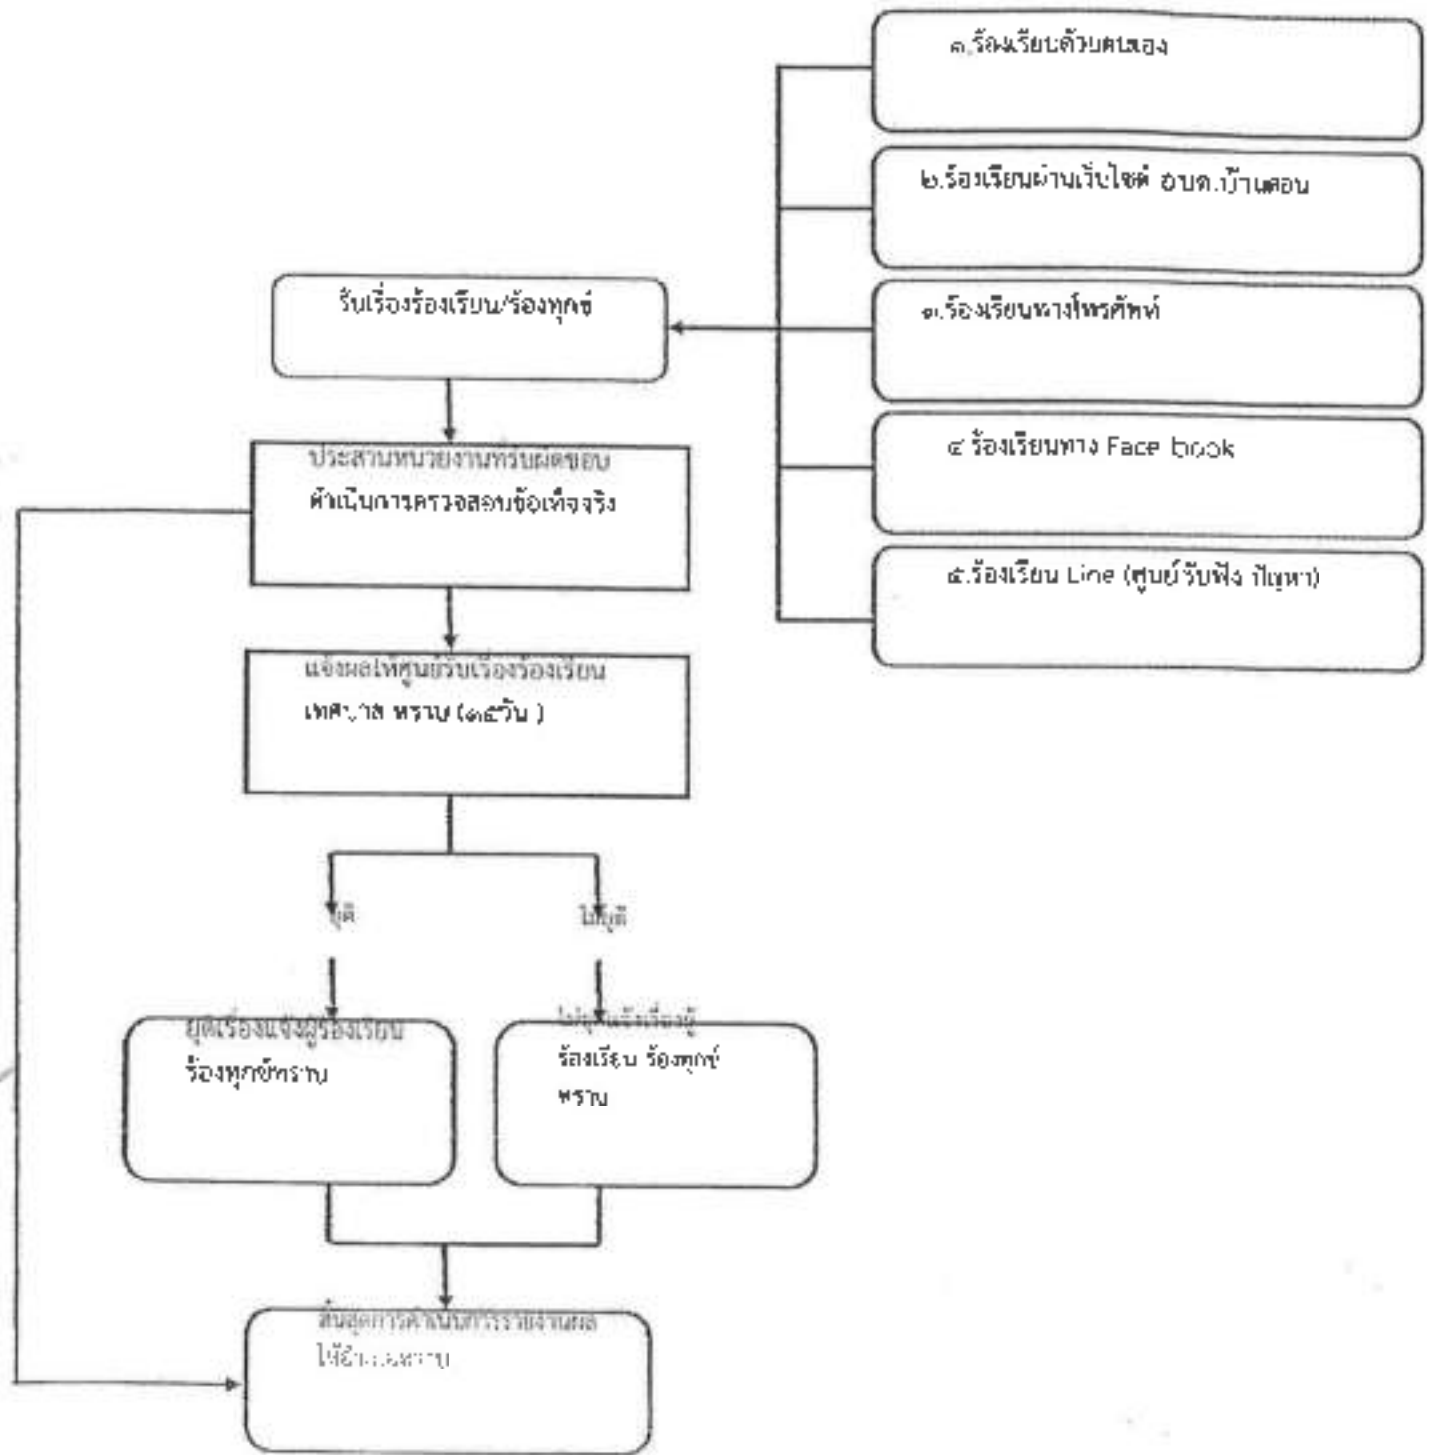 ๑.ร้องเรียนด้วยตนเอง
๒.ร้องเรียนผ่านเว็บไซต์ อบต.บ้านตอน
รับเรื่องร้องเรียน/ร้องทุกข์
๓.ร้องเรียนทางโทรศัพท์
๔ ร้องเรียนทาง Face book
ประสานหน่วยงานที่รับผิดชอบ
ดำเนินการตรวจสอบข้อเท็จจริง
๕.ร้องเรียน Line (ศูนย์รับฟัง ปัญหา)
แจ้งผลให้ศูนย์รับเรื่องร้องเรียน
เทศบาล ทราบ (๑๕วัน )
ยุติ
ไม่ยุติ
ยุติเรื่องแจ้งผู้ร้องเรียน
ร้องทุกข์ทราบ
ไม่ยุติแจ้งเรื่องผู้
ร้องเรียน ร้องทุกข์
ทราบ
สิ้นสุดการดำเนินการรายงานผล
ให้อำเภอทราบ